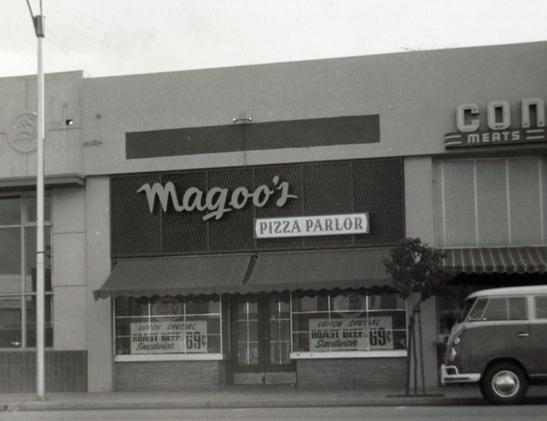 CON
MEATS
Magoo's
PIZZA PARLOR
LUNCH SPECIAL
ROAST BEEF
Sandwich 69¢
LUNCH SPECIAL
ROAST BEEF
Sandwich 69¢